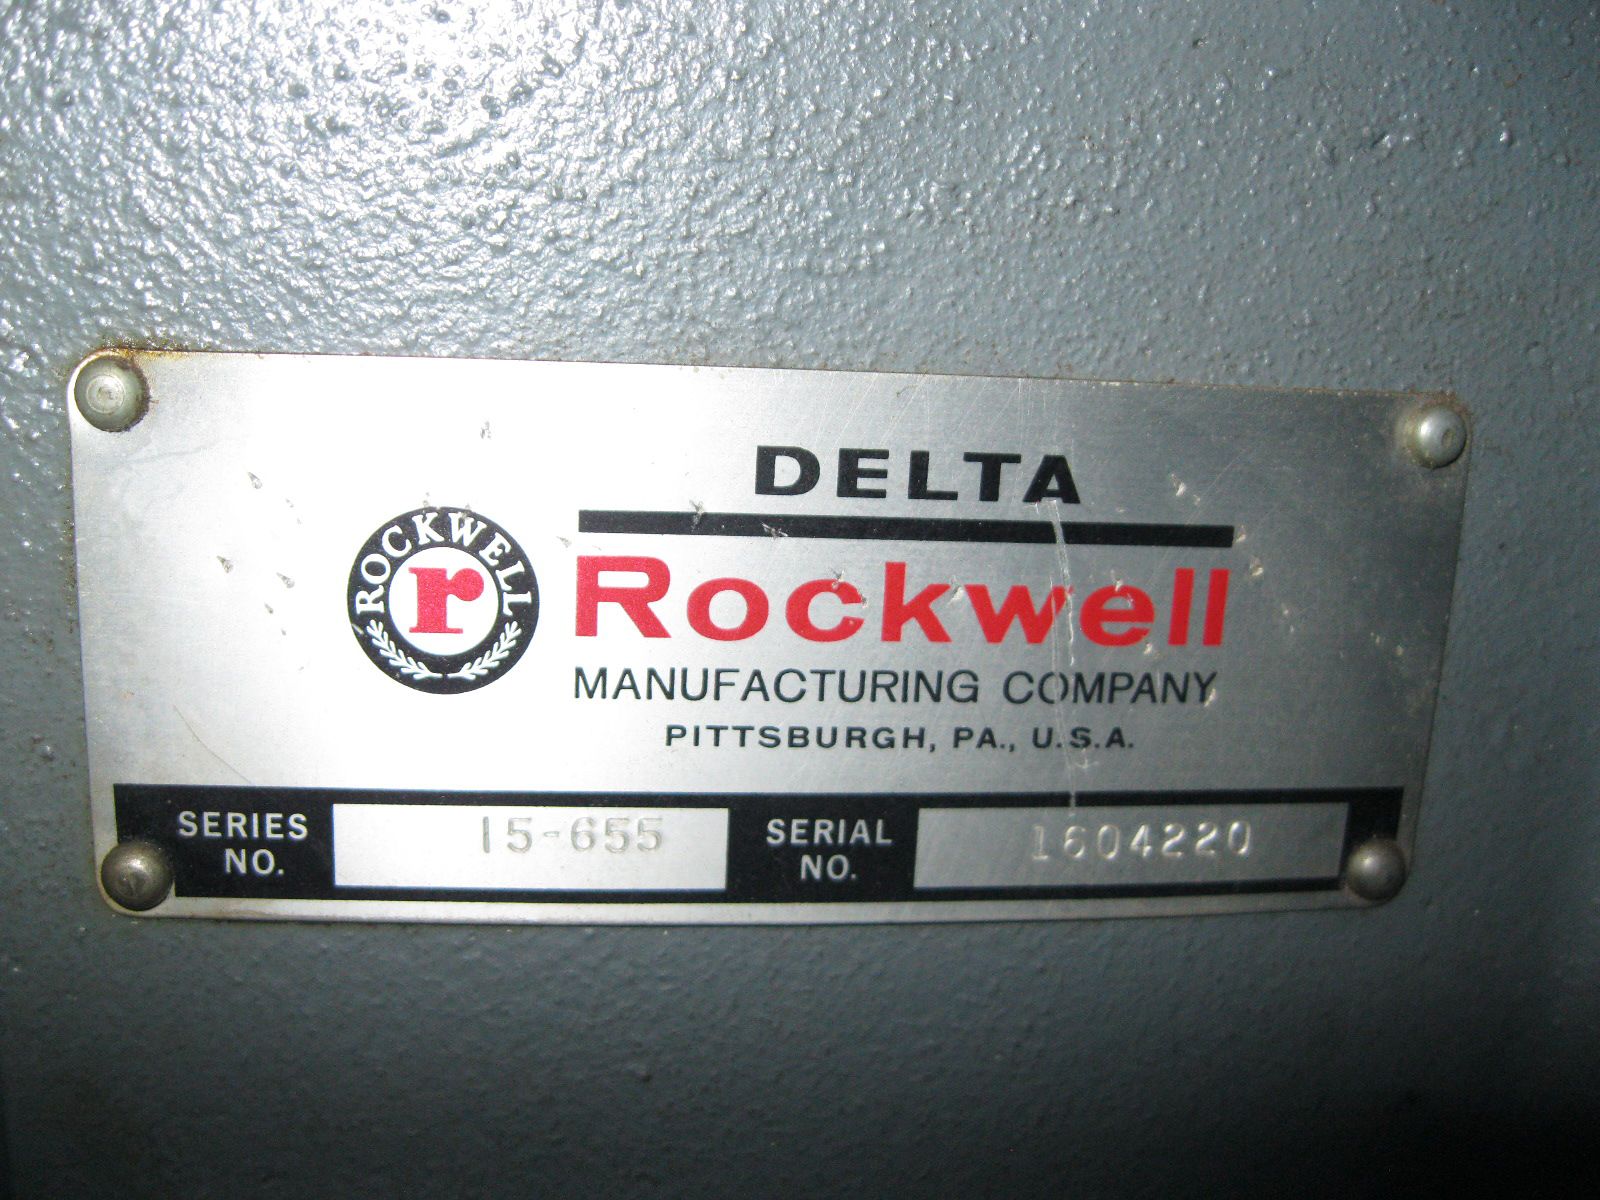 DELTA
ROCKWELL
r
Rockwell
MANUFACTURING COMPANY
PITTSBURGH, PA., U.S.A.
SERIES NO. 15-655
SERIAL NO. 1604220